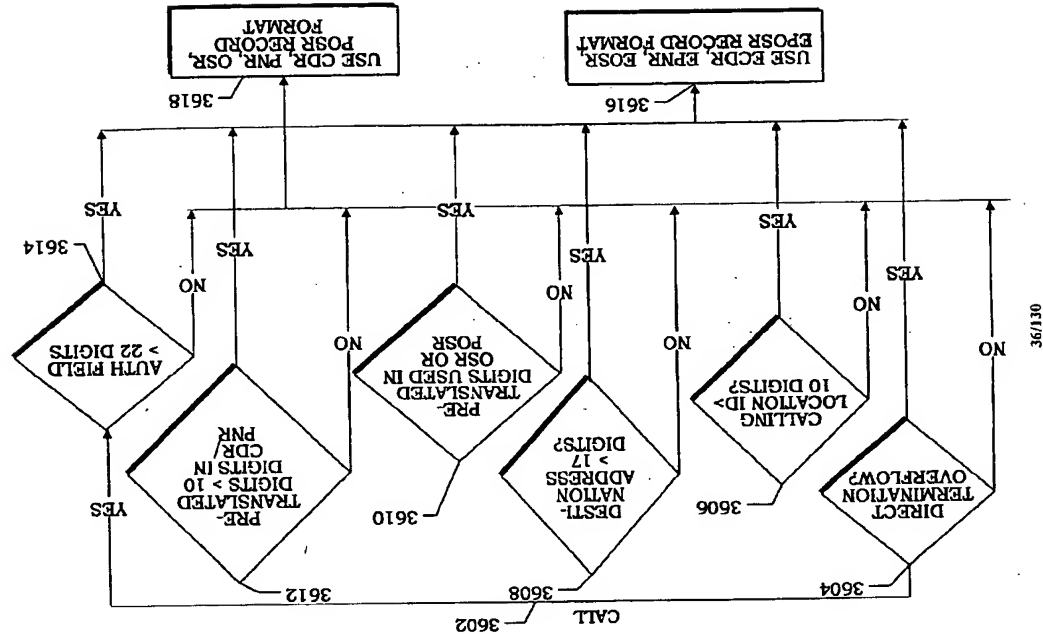 36/130
CALL
3602
3604
DIRECT
TERMINATION
OVERFLOW?
NO
YES
3606
CALLING
LOCATION ID>
10 DIGITS?
NO
YES
3608
DESTI-
NATION
ADDRESS
> 17
DIGITS?
NO
YES
3610
PRE-
TRANSLATED
DIGITS USED IN
OSR OR
POSR
NO
YES
3612
PRE-
TRANSLATED
DIGITS > 10
DIGITS IN
CDR/
PNR
NO
YES
YES
AUTH FIELD
> 22 DIGITS
3614
NO
YES
3616
USE ECDR, EPNR, EOSR,
EPOSR RECORD FORMAT
3618
USE CDR, PNR, OSR,
POSR RECORD
FORMAT